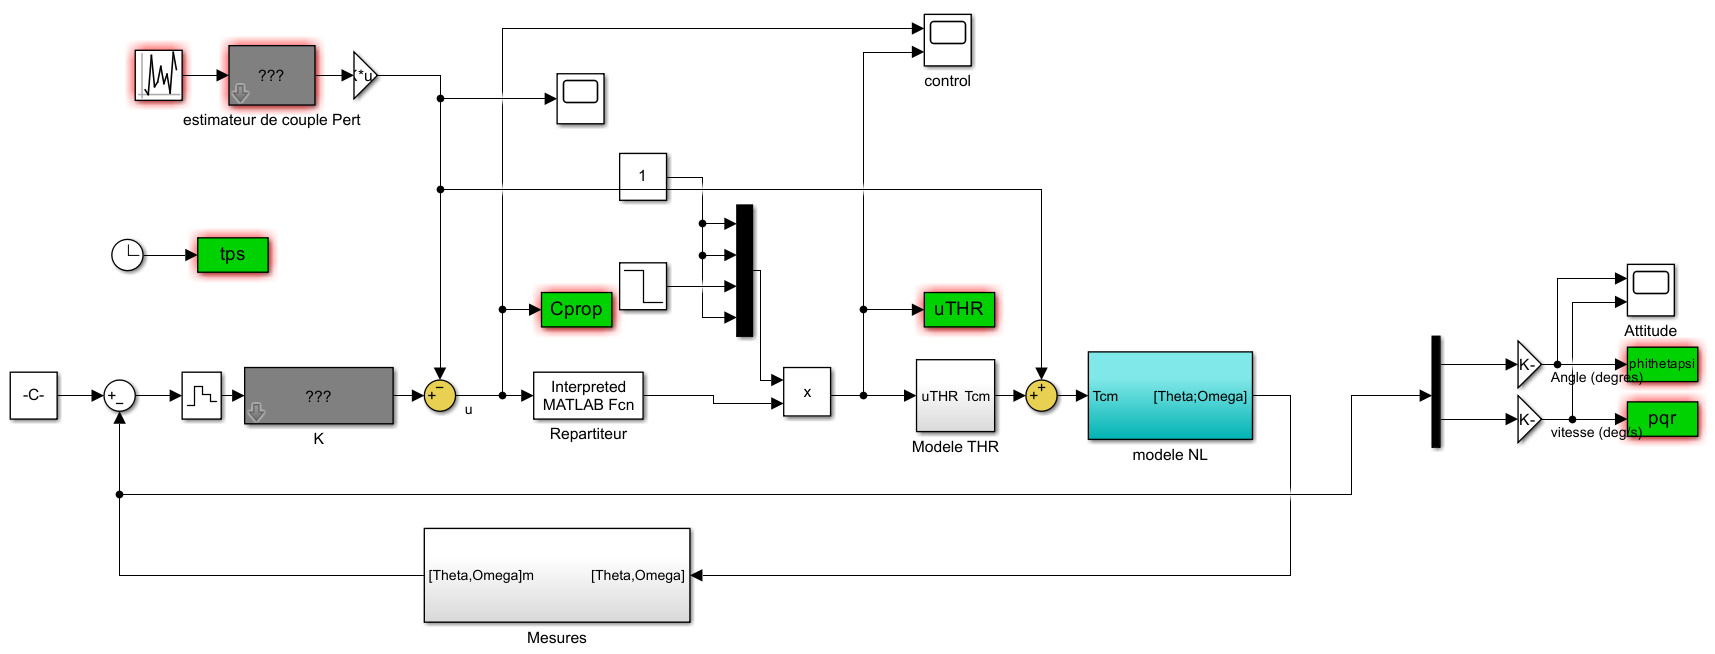 control
???
*u
estimateur de couple Pert
1
tps
Cprop
uTHR
Attitude
phithetapsi
Angle (degres)
-C-
+
_
???
K
−
+
u
Interpreted
MATLAB Fcn
Repartiteur
x
uTHR Tcm
Modele THR
+
+
Tcm [Theta;Omega]
modele NL
K-
K-
pqr
vitesse (deg/s)
[Theta,Omega]m [Theta,Omega]
Mesures